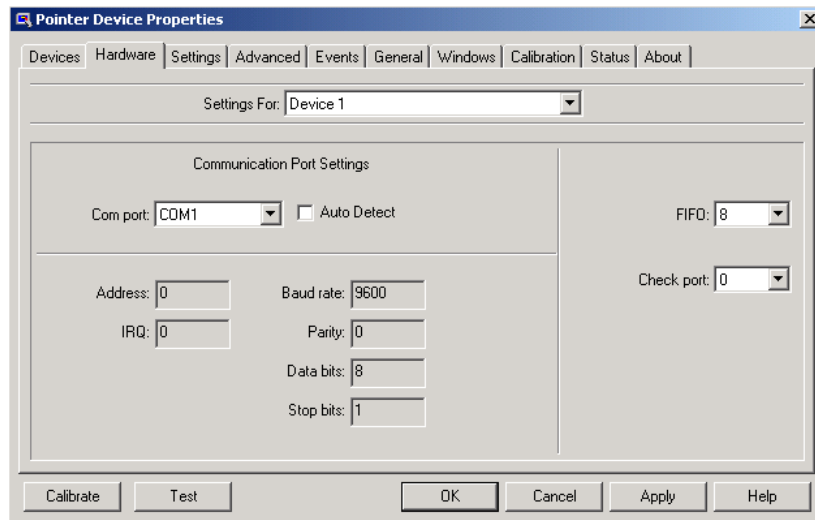 Pointer Device Properties
Devices Hardware Settings Advanced Events General Windows Calibration Status About
Settings For: Device 1
Communication Port Settings
Com port: COM1 Auto Detect
FIFO: 8
Check port: 0
Address: 0 Baud rate: 9600
IRQ: 0 Parity: 0
Data bits: 8
Stop bits: 1
Calibrate Test OK Cancel Apply Help